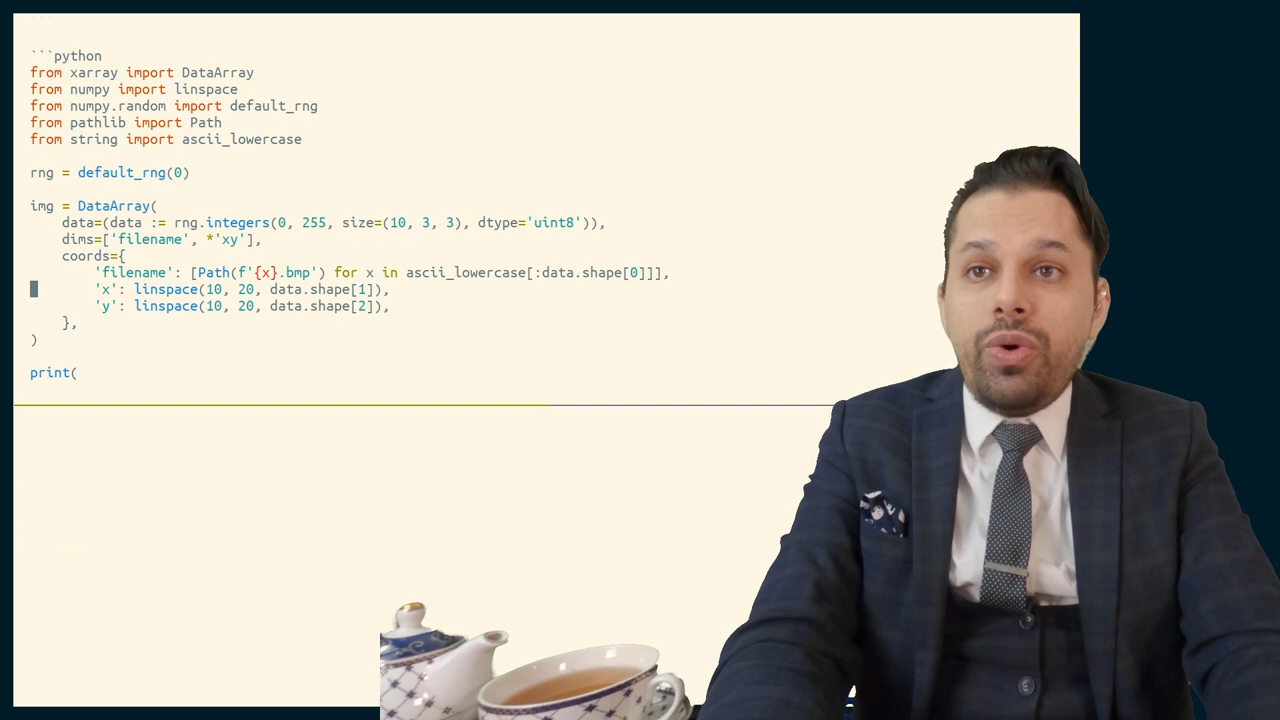 ```python
from xarray import DataArray
from numpy import linspace
from numpy.random import default_rng
from pathlib import Path
from string import ascii_lowercase
rng = default_rng(0)
img = DataArray(
    data=(data := rng.integers(0, 255, size=(10, 3, 3), dtype='uint8')),
    dims=['filename', *'xy'],
    coords={
        'filename': [Path(f'{x}.bmp') for x in ascii_lowercase[:data.shape[0]]],
        'x': linspace(10, 20, data.shape[1]),
        'y': linspace(10, 20, data.shape[2]),
    },
)
print(